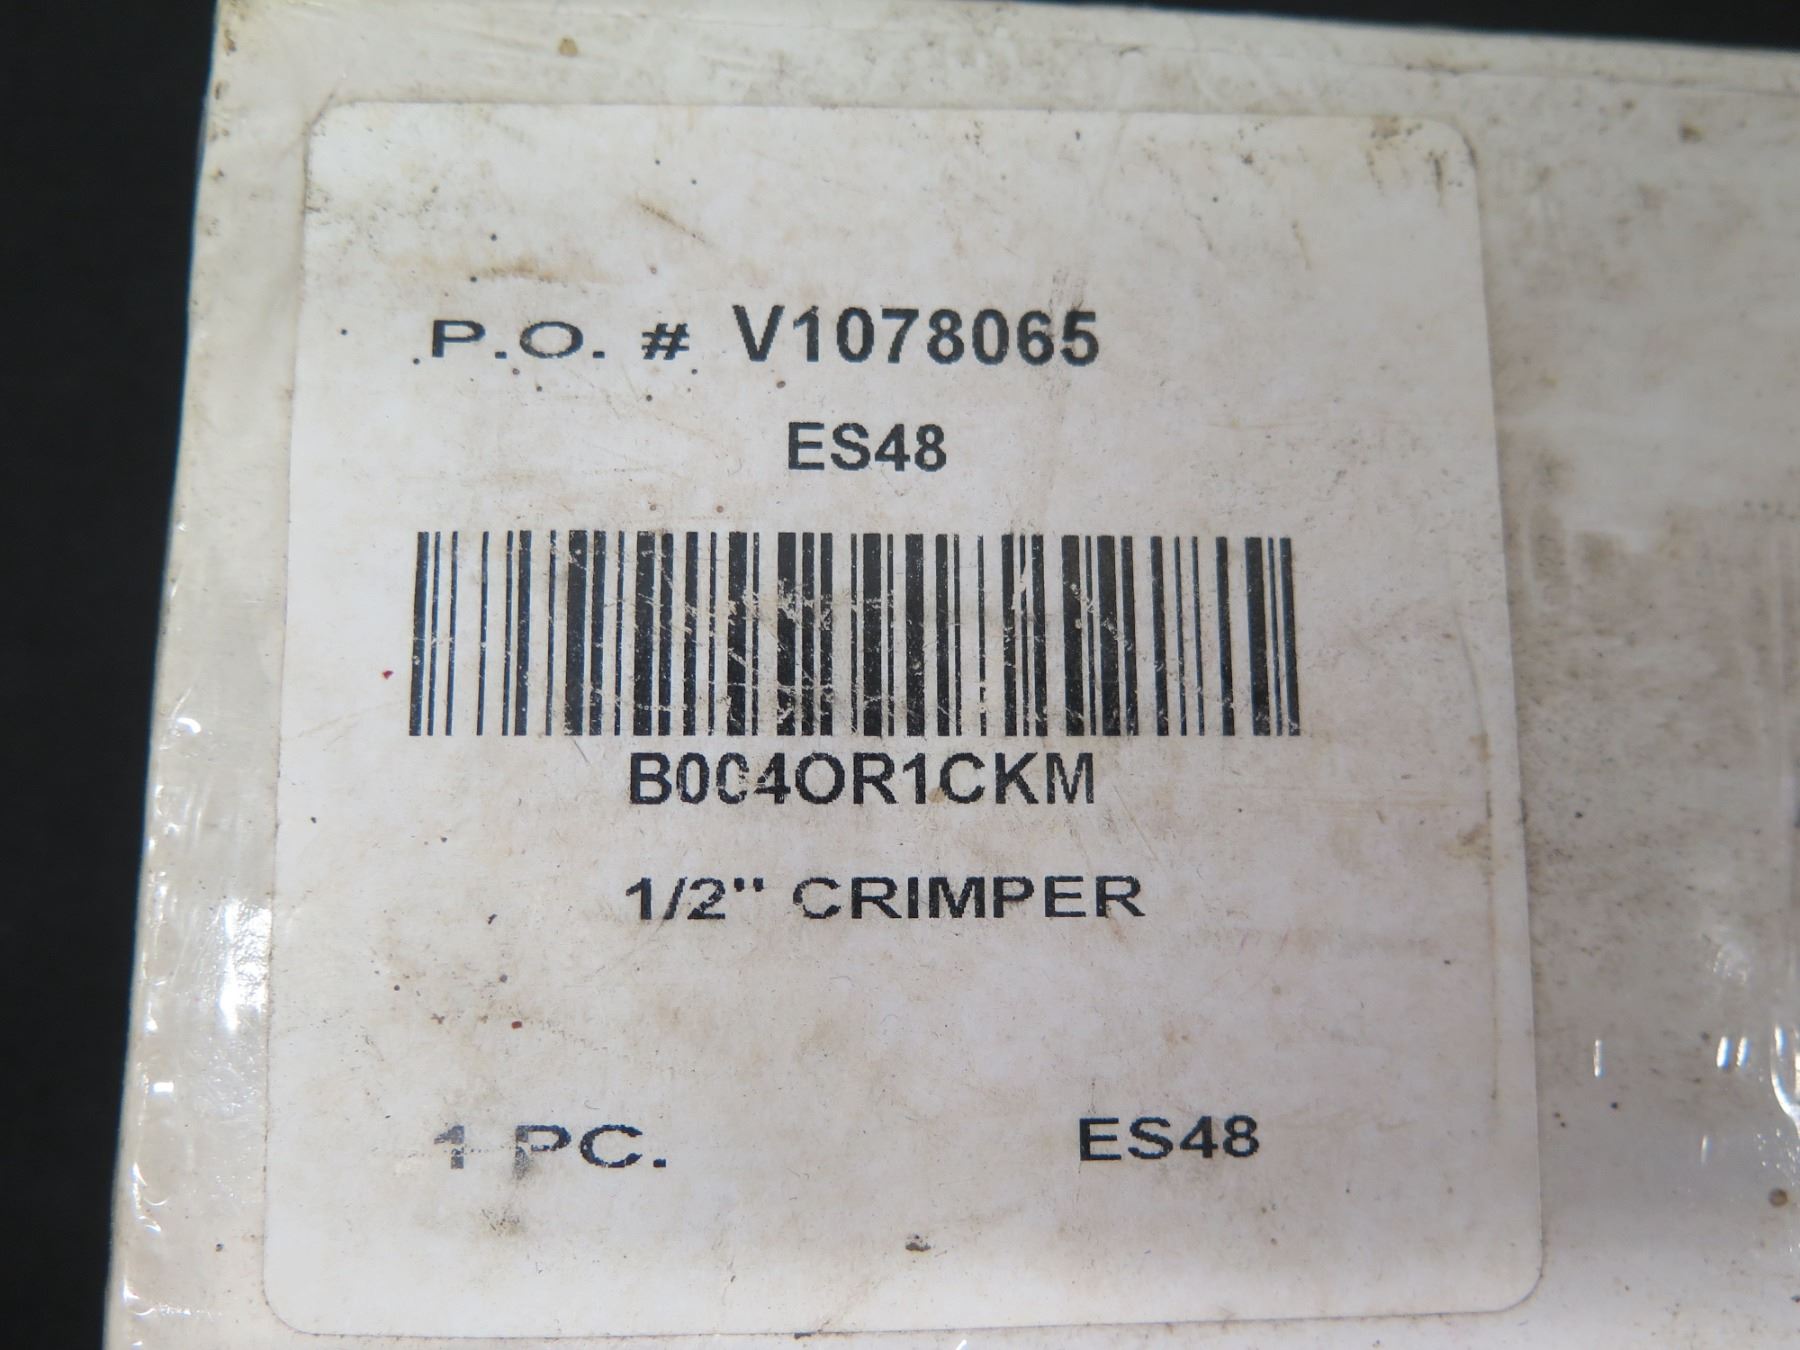 P.O. # V1078065
ES48
B004OR1CKM
1/2" CRIMPER
1 PC. ES48